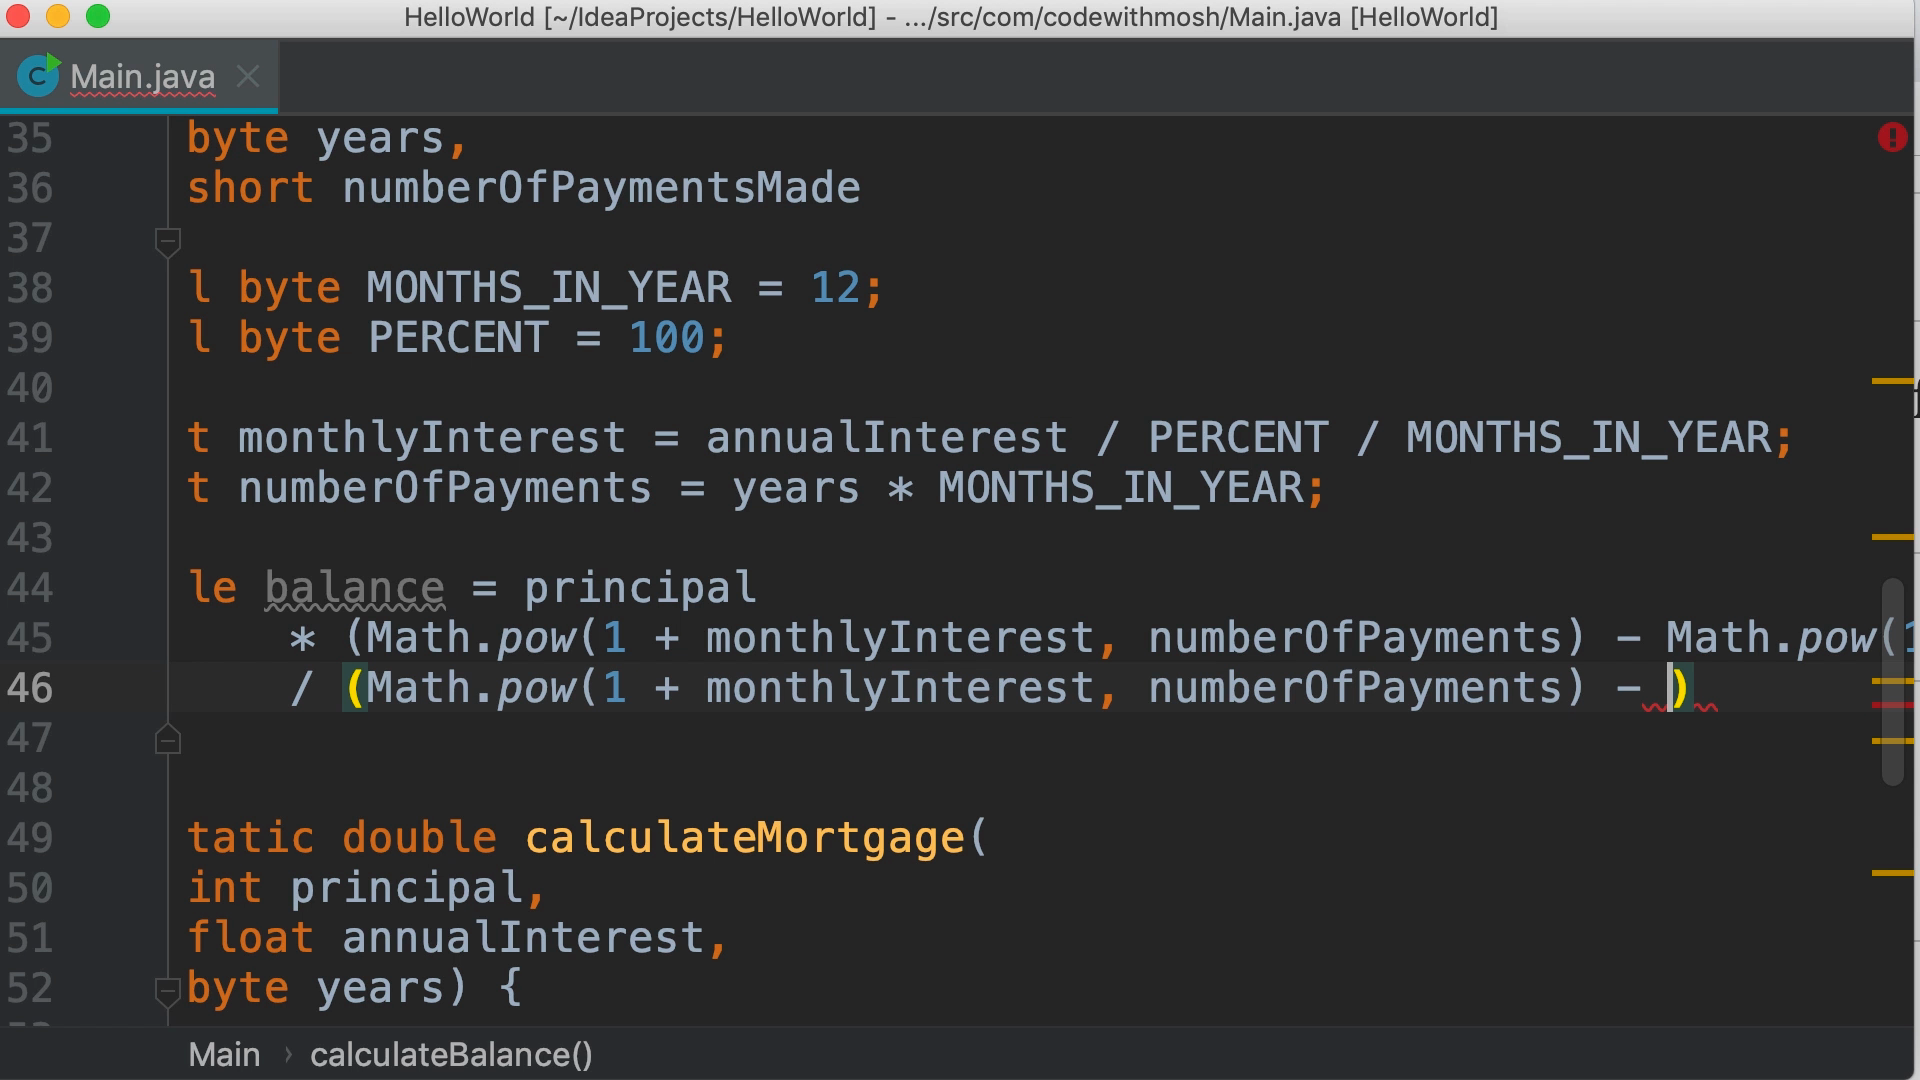 HelloWorld [~/IdeaProjects/HelloWorld] - .../src/com/codewithmosh/Main.java [HelloWorld]
Main.java
35 byte years,
36 short numberOfPaymentsMade
37
38 l byte MONTHS_IN_YEAR = 12;
39 l byte PERCENT = 100;
40
41 t monthlyInterest = annualInterest / PERCENT / MONTHS_IN_YEAR;
42 t numberOfPayments = years * MONTHS_IN_YEAR;
43
44 le balance = principal
45 * (Math.pow(1 + monthlyInterest, numberOfPayments) - Math.pow(1
46 / (Math.pow(1 + monthlyInterest, numberOfPayments) - )
47
48
49 tatic double calculateMortgage(
50 int principal,
51 float annualInterest,
52 byte years) {
Main › calculateBalance()